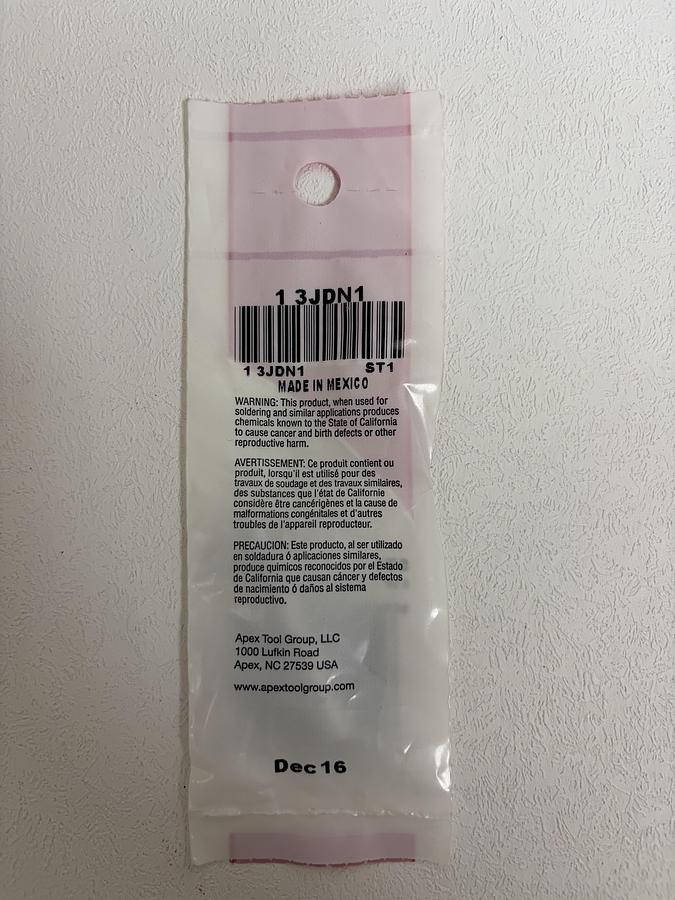 1 3JDN1
1 3JDN1 ST1
MADE IN MEXICO
WARNING: This product, when used for
soldering and similar applications produces
chemicals known to the State of California
to cause cancer and birth defects or other
reproductive harm.
AVERTISSEMENT: Ce produit contient ou
produit, lorsqu'il est utilisé pour des
travaux de soudage et des travaux similaires,
des substances que l'état de Californie
considère être cancérigènes et la cause de
malformations congénitales et d'autres
troubles de l'appareil reproducteur.
PRECAUCION: Este producto, al ser utilizado
en soldadura ó aplicaciones similares,
produce quimicos reconocidos por el Estado
de California que causan cáncer y defectos
de nacimiento ó daños al sistema
reproductivo.
Apex Tool Group, LLC
1000 Lufkin Road
Apex, NC 27539 USA
www.apextoolgroup.com
Dec 16